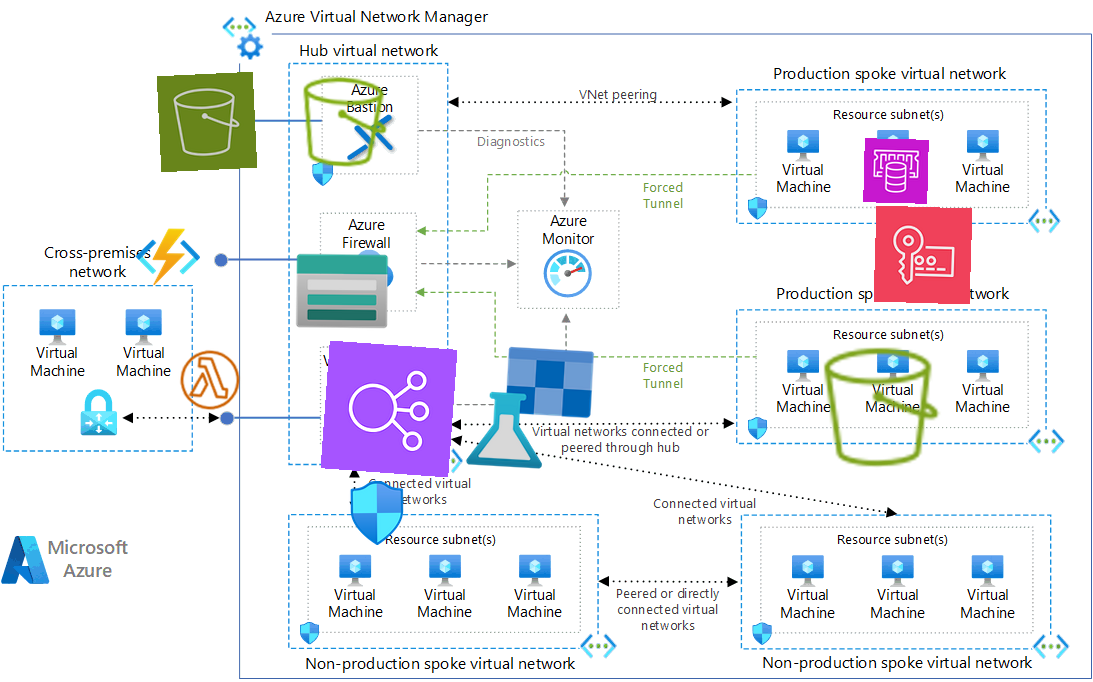 Azure Virtual Network Manager
Hub virtual network
Production spoke virtual network
Azure
Bastion
VNet peering
Resource subnet(s)
Diagnostics
Virtual
Machine
Virtual
Machine
Forced
Tunnel
Azure
Firewall
Azure
Monitor
Cross-premises
network
Production
network
Resource subnet(s)
Virtual
Machine
Virtual
Machine
Forced
Tunnel
Virtual
Machine
Virtual
Machine
Virtual
Machine
Virtual networks connected or
peered through hub
Connected virtual
networks
Connected virtual
networks
Resource subnet(s)
Resource subnet(s)
Microsoft
Azure
Virtual
Machine
Virtual
Machine
Virtual
Machine
Peered or directly
connected virtual
networks
Virtual
Machine
Virtual
Machine
Virtual
Machine
Non-production spoke virtual network
Non-production spoke virtual network